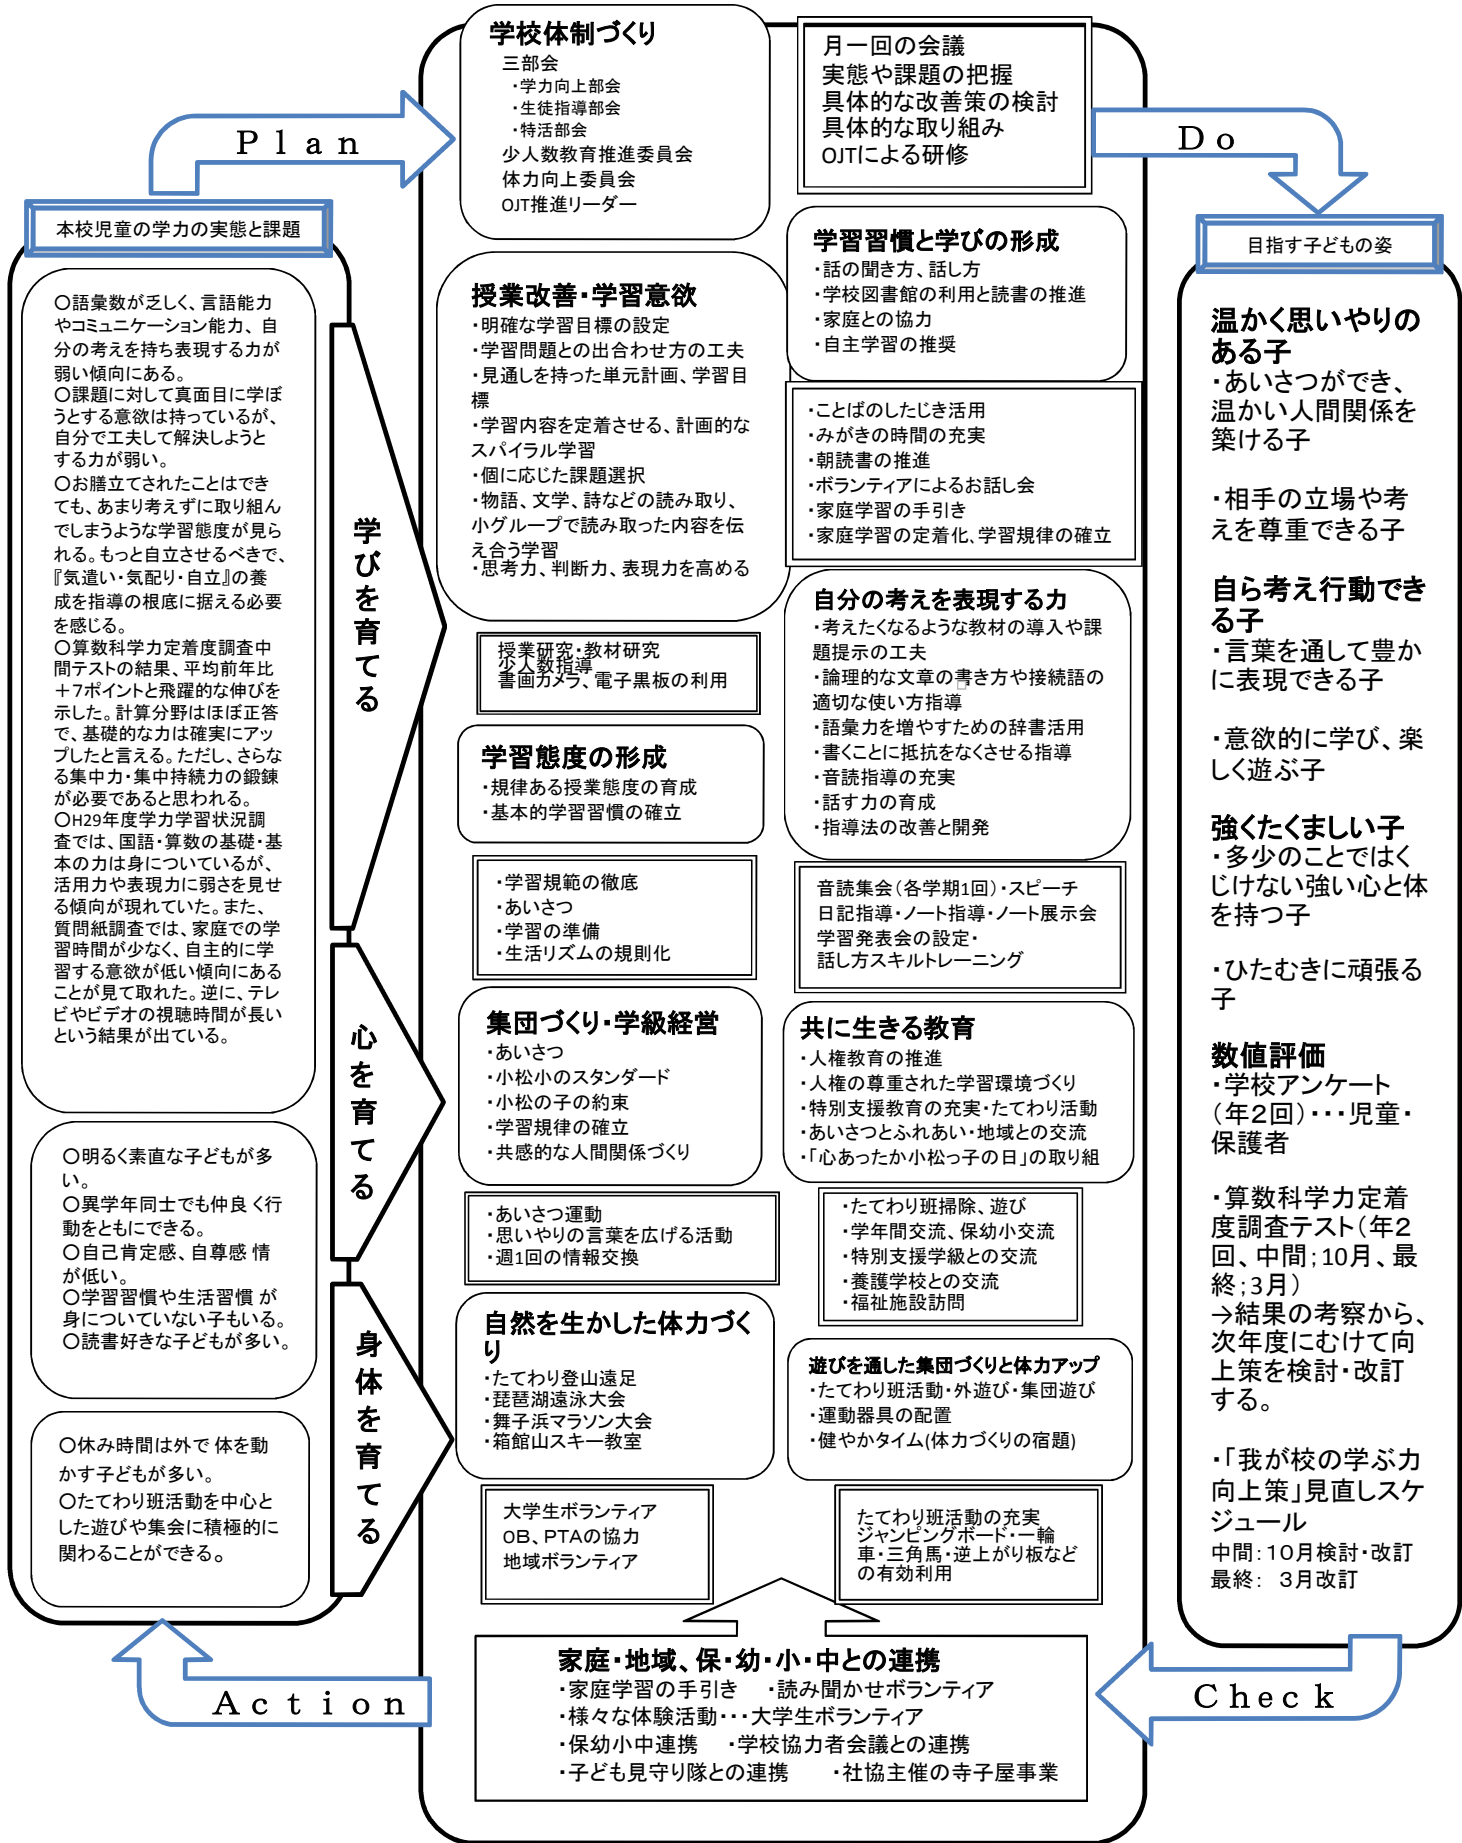 学校体制づくり
三部会
・学力向上部会
・生徒指導部会
・特活部会
少人数教育推進委員会
体力向上委員会
OJT推進リーダー
月一回の会議
実態や課題の把握
具体的な改善策の検討
具体的な取り組み
OJTによる研修
Plan
Do
本校児童の学力の実態と課題
〇語彙数が乏しく、言語能力
やコミュニケーション能力、自
分の考えを持ち表現する力が
弱い傾向にある。
〇課題に対して真面目に学ぼ
うとする意欲は持っているが、
自分で工夫して解決しようと
する力が弱い。
〇お膳立てされたことはでき
ても、あまり考えずに取り組ん
でしまうような学習態度が見ら
れる。もっと自立させるべきで、
『気遣い・気配り・自立』の養
成を指導の根底に据える必要
を感じる。
〇算数科学力定着度調査中
間テストの結果、平均前年比
＋7ポイントと飛躍的な伸びを
示した。計算分野はほぼ正答
で、基礎的な力は確実にアッ
プしたと言える。ただし、さらな
る集中力・集中持続力の鍛錬
が必要であると思われる。
〇H29年度学力学習状況調
査では、国語・算数の基礎・基
本の力は身についているが、
活用力や表現力に弱さを見せ
る傾向が現れていた。また、
質問紙調査では、家庭での学
習時間が少なく、自主的に学
習する意欲が低い傾向にある
ことが見て取れた。逆に、テレ
ビやビデオの視聴時間が長い
という結果が出ている。
〇明るく素直な子どもが多
い。
〇異学年同士でも仲良く行
動をともにできる。
〇自己肯定感、自尊感 情
が低い。
〇学習習慣や生活習慣 が
身についていない子もいる。
〇読書好きな子どもが多い。
〇休み時間は外で 体を動
かす子どもが多い。
〇たてわり班活動を中心と
した遊びや集会に積極的に
関わることができる。
学びを育てる
心を育てる
身体を育てる
授業改善・学習意欲
・明確な学習目標の設定
・学習問題との出合わせ方の工夫
・見通しを持った単元計画、学習目
標
・学習内容を定着させる、計画的な
スパイラル学習
・個に応じた課題選択
・物語、文学、詩などの読み取り、
小グループで読み取った内容を伝
え合う学習
・思考力、判断力、表現力を高める
授業研究・教材研究
少人数指導
書画カメラ、電子黒板の利用
学習態度の形成
・規律ある授業態度の育成
・基本的学習習慣の確立
・学習規範の徹底
・あいさつ
・学習の準備
・生活リズムの規則化
集団づくり・学級経営
・あいさつ
・小松小のスタンダード
・小松の子の約束
・学習規律の確立
・共感的な人間関係づくり
・あいさつ運動
・思いやりの言葉を広げる活動
・週1回の情報交換
自然を生かした体力づく
り
・たてわり登山遠足
・琵琶湖遠泳大会
・舞子浜マラソン大会
・箱館山スキー教室
大学生ボランティア
OB、PTAの協力
地域ボランティア
学習習慣と学びの形成
・話の聞き方、話し方
・学校図書館の利用と読書の推進
・家庭との協力
・自主学習の推奨
・ことばのしたじき活用
・みがきの時間の充実
・朝読書の推進
・ボランティアによるお話し会
・家庭学習の手引き
・家庭学習の定着化、学習規律の確立
自分の考えを表現する力
・考えたくなるような教材の導入や課
題提示の工夫
・論理的な文章の書き方や接続語の
適切な使い方指導
・語彙力を増やすための辞書活用
・書くことに抵抗をなくさせる指導
・音読指導の充実
・話す力の育成
・指導法の改善と開発
音読集会（各学期1回）・スピーチ
日記指導・ノート指導・ノート展示会
学習発表会の設定・
話し方スキルトレーニング
共に生きる教育
・人権教育の推進
・人権の尊重された学習環境づくり
・特別支援教育の充実・たてわり活動
・あいさつとふれあい・地域との交流
・「心あったか小松っ子の日」の取り組
・たてわり班掃除、遊び
・学年間交流、保幼小交流
・特別支援学級との交流
・養護学校との交流
・福祉施設訪問
遊びを通した集団づくりと体力アップ
・たてわり班活動・外遊び・集団遊び
・運動器具の配置
・健やかタイム(体力づくりの宿題)
たてわり班活動の充実
ジャンピングボード・一輪
車・三角馬・逆上がり板など
の有効利用
目指す子どもの姿
温かく思いやりの
ある子
・あいさつができ、
温かい人間関係を
築ける子
・相手の立場や考
えを尊重できる子
自ら考え行動でき
る子
・言葉を通して豊か
に表現できる子
・意欲的に学び、楽
しく遊ぶ子
強くたくましい子
・多少のことではく
じけない強い心と体
を持つ子
・ひたむきに頑張る
子
数値評価
・学校アンケート
（年2回）・・・児童・
保護者
・算数科学力定着
度調査テスト（年2
回、中間；10月、最
終；3月）
→結果の考察から、
次年度にむけて向
上策を検討・改訂
する。
・「我が校の学ぶ力
向上策」見直しスケ
ジュール
中間：10月検討・改訂
最終： 3月改訂
家庭・地域、保・幼・小・中との連携
・家庭学習の手引き ・読み聞かせボランティア
・様々な体験活動・・・大学生ボランティア
・保幼小中連携 ・学校協力者会議との連携
・子ども見守り隊との連携 ・社協主催の寺子屋事業
Action
Check